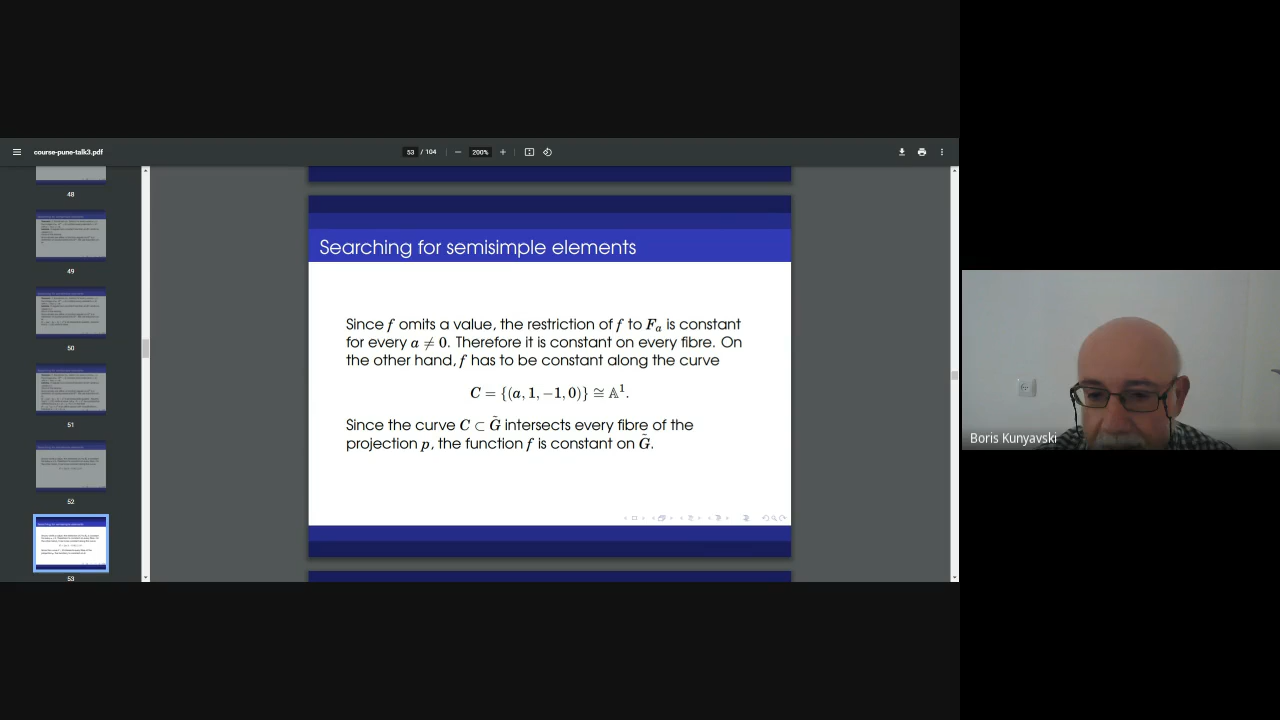 course-pune-talk3.pdf
53 / 104
200%
48
49
50
51
52
53
Searching for semisimple elements
Since f omits a value, the restriction of f to Fₐ is constant
for every a ≠ 0. Therefore it is constant on every fibre. On
the other hand, f has to be constant along the curve
C = {(a, 1, −1, 0)} ≅ 𝔸¹.
Since the curve C ⊂ G̃ intersects every fibre of the
projection p, the function f is constant on G̃.
Boris Kunyavski